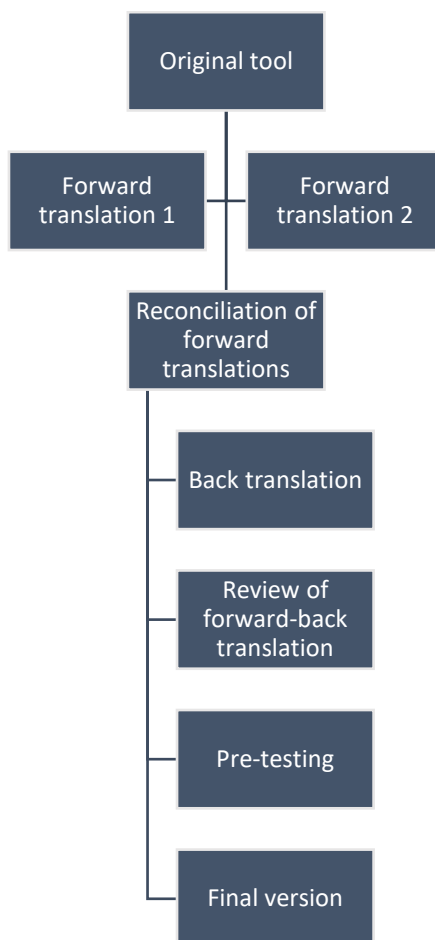 Original tool
Forward
translation 1
Forward
translation 2
Reconciliation of
forward
translations
Back translation
Review of
forward-back
translation
Pre-testing
Final version